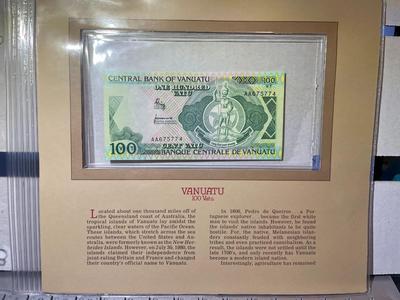 CENTRAL BANK OF VANUATU
100
ONE HUNDRED
VATU
AA675774
AA675774
100
CENT VATU
BANQUE CENTRALE DE VANUATU
VANUATU
100 Vatu
Located about one thousand miles off of
the Queensland coast of Australia, the
tropical islands of Vanuatu lie amidst the
sparkling, clear waters of the Pacific Ocean.
These islands, which stretch across the sea
routes between the United States and Aus-
tralia, were formerly known as the New Her-
brides Islands. However, on July 30, 1980, the
islands claimed their independence from
joint-ruling Britain and France and changed
their country's official name to Vanuatu.
In 1606, Pedro de Queiros, a Por-
tuguese explorer, became the first white
man to visit the islands. However, he found
the islands' native inhabitants to be quite
hostile. For the native, Melanesian island-
ers constantly feuded with neighboring
tribes and even practiced cannibalism. As a
result, the islands were not settled until the
late 1700's, and only recently has Vanuatu
become a modern island nation.
Interestingly, agriculture has remained